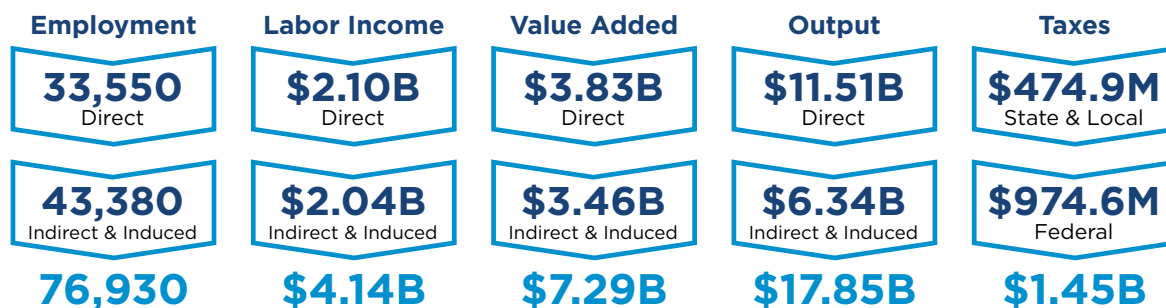 Employment
33,550
Direct
43,380
Indirect & Induced
76,930
Labor Income
$2.10B
Direct
$2.04B
Indirect & Induced
$4.14B
Value Added
$3.83B
Direct
$3.46B
Indirect & Induced
$7.29B
Output
$11.51B
Direct
$6.34B
Indirect & Induced
$17.85B
Taxes
$474.9M
State & Local
$974.6M
Federal
$1.45B